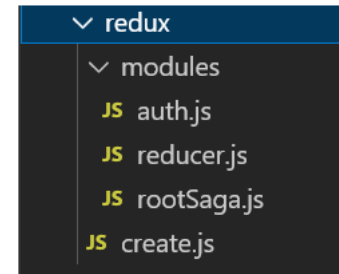 redux
modules
JS auth.js
JS reducer.js
JS rootSaga.js
JS create.js